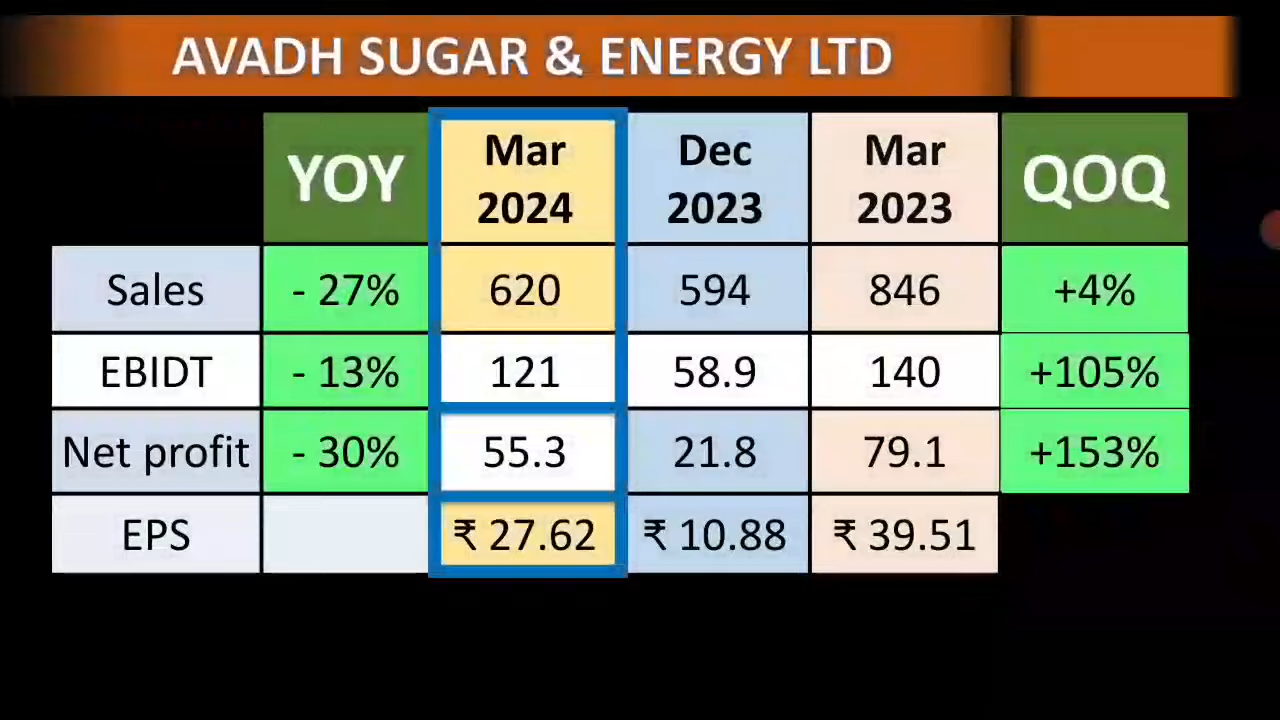 AVADH SUGAR & ENERGY LTD
YOY Mar 2024 Dec 2023 Mar 2023 QOQ
Sales - 27% 620 594 846 +4%
EBIDT - 13% 121 58.9 140 +105%
Net profit - 30% 55.3 21.8 79.1 +153%
EPS ₹ 27.62 ₹ 10.88 ₹ 39.51